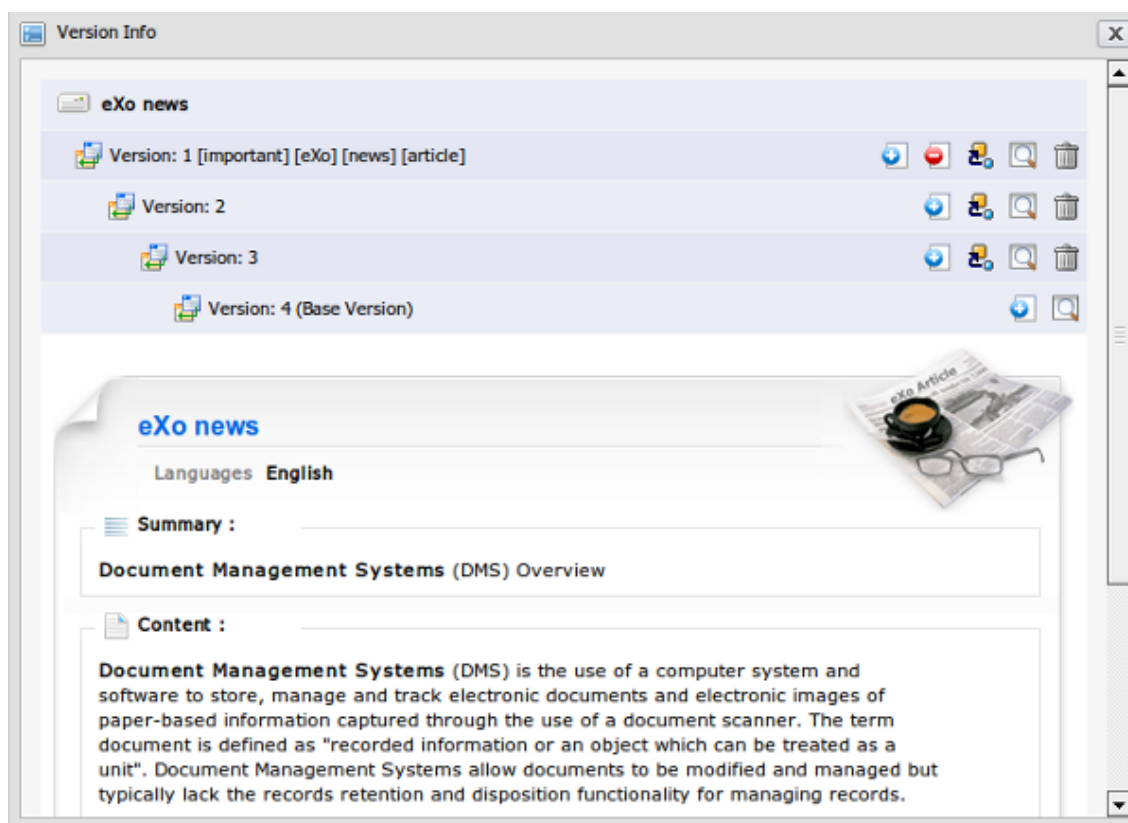 Version Info
X
eXo news
Version: 1 [important] [eXo] [news] [article]
Version: 2
Version: 3
Version: 4 (Base Version)
eXo Article
eXo news
Languages English
Summary :
Document Management Systems (DMS) Overview
Content :
Document Management Systems (DMS) is the use of a computer system and
software to store, manage and track electronic documents and electronic images of
paper-based information captured through the use of a document scanner. The term
document is defined as "recorded information or an object which can be treated as a
unit". Document Management Systems allow documents to be modified and managed but
typically lack the records retention and disposition functionality for managing records.